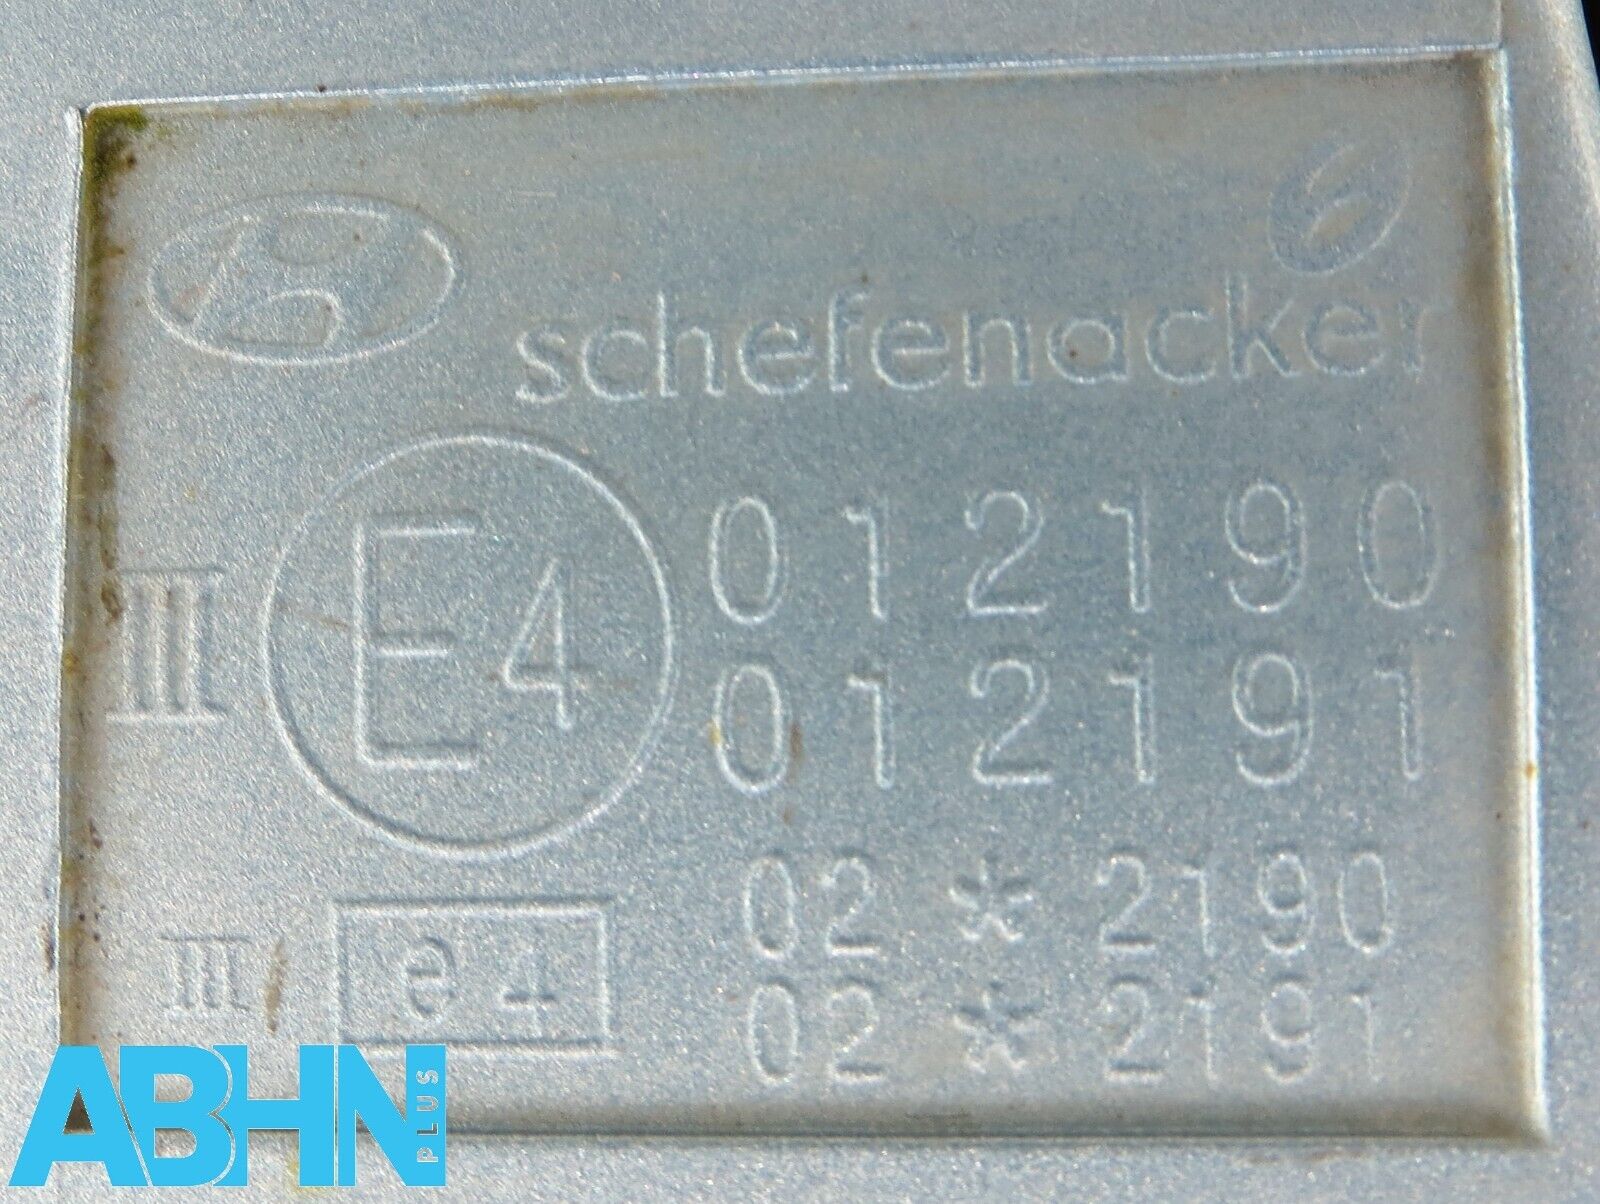 schefenacker
III E4 012190
012191
02*2190
III e4 02*2191
ABHN PLUS